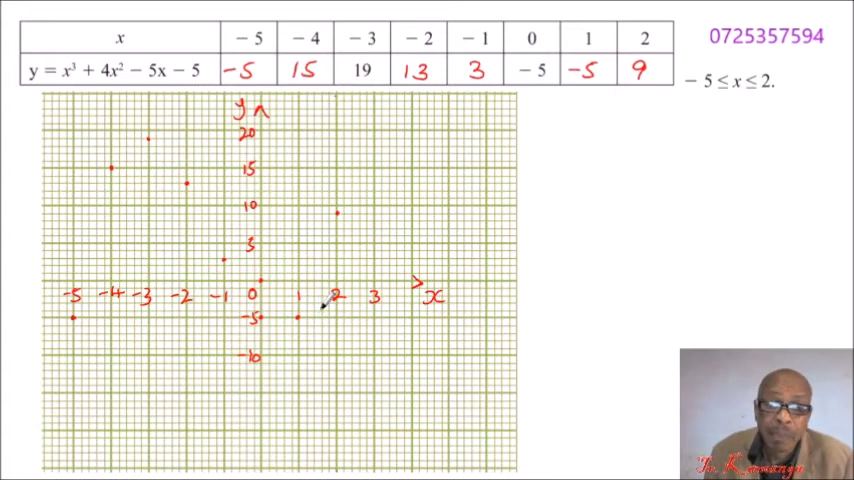 x −5 −4 −3 −2 −1 0 1 2
y = x³ + 4x² − 5x − 5 −5 15 19 13 3 −5 −5 9
0725357594
−5 ≤ x ≤ 2.
y
20
15
10
5
−5 −4 −3 −2 −1 0 1 2 3 x
−5
−10
Tr. Kamanga